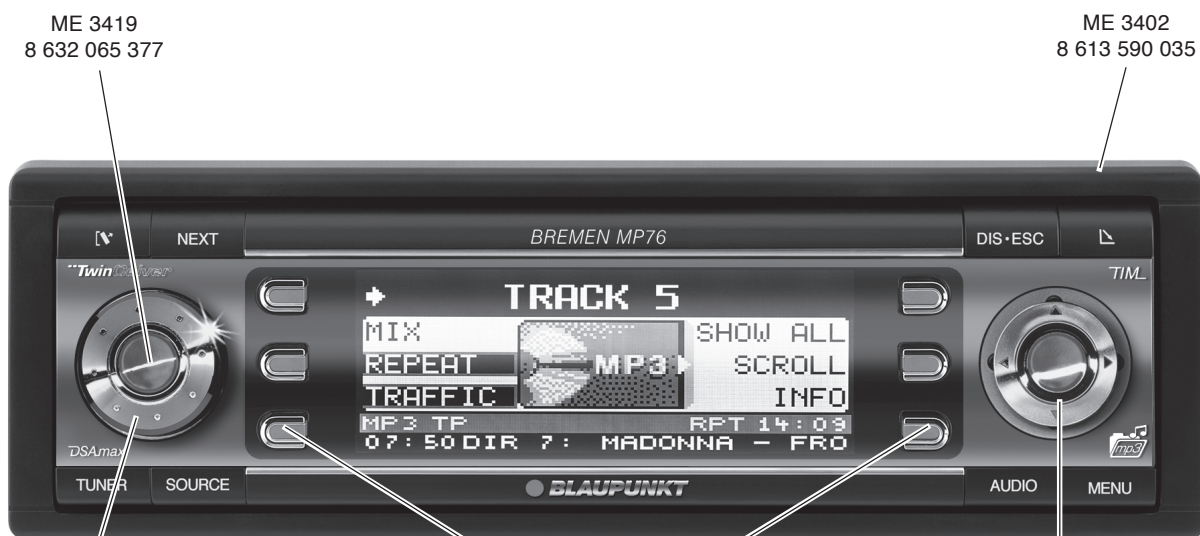 ME 3419
8 632 065 377
ME 3402
8 613 590 035
NEXT
BREMEN MP76
DIS•ESC
TwinCeiver
TIM
TRACK 5
MIX
SHOW ALL
REPEAT
MP3
SCROLL
TRAFFIC
INFO
MP3 TP
RPT 14:09
07:50 DIR 7: MADONNA - FRO
DSAmax
mp3
TUNER
SOURCE
BLAUPUNKT
AUDIO
MENU